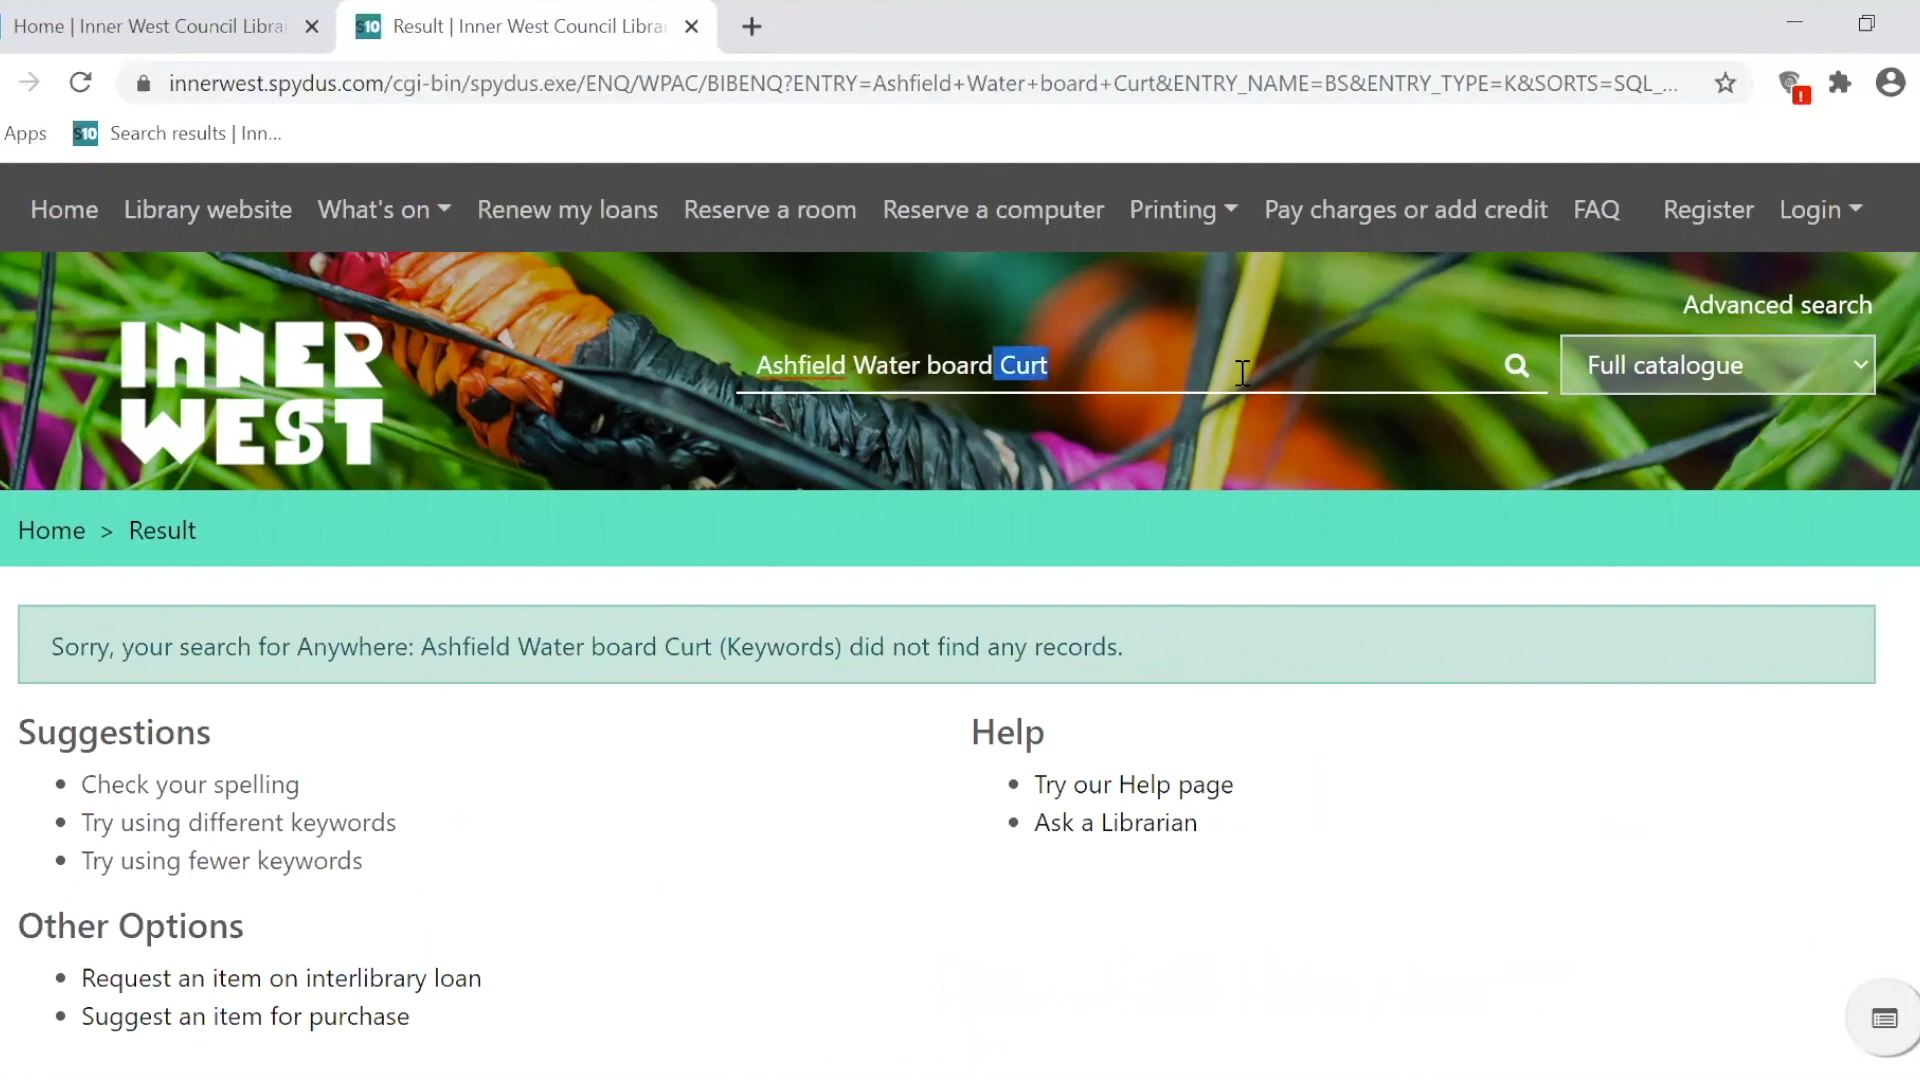 Home | Inner West Council Libra
S10 Result | Inner West Council Libra
innerwest.spydus.com/cgi-bin/spydus.exe/ENQ/WPAC/BIBENQ?ENTRY=Ashfield+Water+board+Curt&ENTRY_NAME=BS&ENTRY_TYPE=K&SORTS=SQL_...
Apps S10 Search results | Inn...
Home Library website What's on Renew my loans Reserve a room Reserve a computer Printing Pay charges or add credit FAQ Register Login
Advanced search
INNER
WEST
Ashfield Water board Curt
Full catalogue
Home > Result
Sorry, your search for Anywhere: Ashfield Water board Curt (Keywords) did not find any records.
Suggestions
• Check your spelling
• Try using different keywords
• Try using fewer keywords
Help
• Try our Help page
• Ask a Librarian
Other Options
• Request an item on interlibrary loan
• Suggest an item for purchase